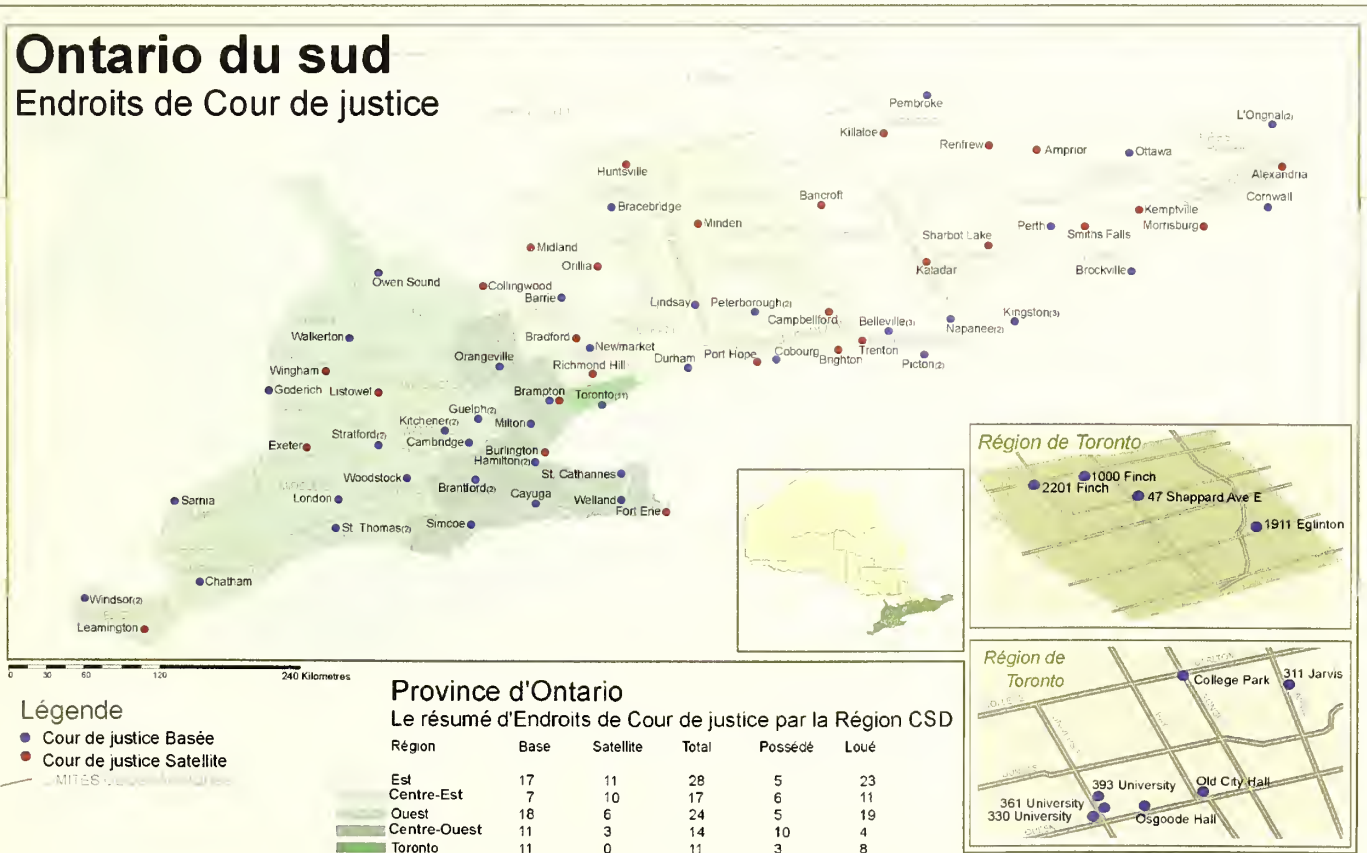 Ontario du sud
Endroits de Cour de justice
Pembroke
L'Ongnal(2)
Killaloe
Renfrew
Amprior
Ottawa
Huntsville
Alexandria
Bancroft
Bracebridge
Cornwall
Minden
Kemptville
Sharbot Lake
Perth
Smiths Falls
Morrisburg
Midland
Orillia
Kaladar
Brockville
Owen Sound
Collingwood
Barrie
Lindsay
Peterborough(2)
Campbellford
Belleville(3)
Napanee(2)
Kingston(3)
Walkerton
Bradford
Newmarket
Orangeville
Richmond Hill
Durham
Port Hope
Cobourg
Brighton
Trenton
Picton(2)
Wingham
Goderich
Listowel
Brampton
Toronto(11)
Guelph(2)
Kitchener(2)
Milton
Stratford(2)
Cambridge
Exeter
Burlington
Hamilton(2)
Woodstock
St. Cathannes
Brantford(2)
Sarnia
London
Cayuga
Welland
Fort Erie
St. Thomas(2)
Simcoe
Chatham
Windsor(2)
Leamington
Région de Toronto
1000 Finch
2201 Finch
47 Shappard Ave E
1911 Eglinton
Région de
Toronto
College Park
311 Jarvis
393 University
Old City Hall
361 University
330 University
Osgoode Hall
0 30 60 120 240 Kilometres
Légende
Cour de justice Basée
Cour de justice Satellite
LIMITES
Province d'Ontario
Le résumé d'Endroits de Cour de justice par la Région CSD
Région Base Satellite Total Possédé Loué
Est 17 11 28 5 23
Centre-Est 7 10 17 6 11
Ouest 18 6 24 5 19
Centre-Ouest 11 3 14 10 4
Toronto 11 0 11 3 8